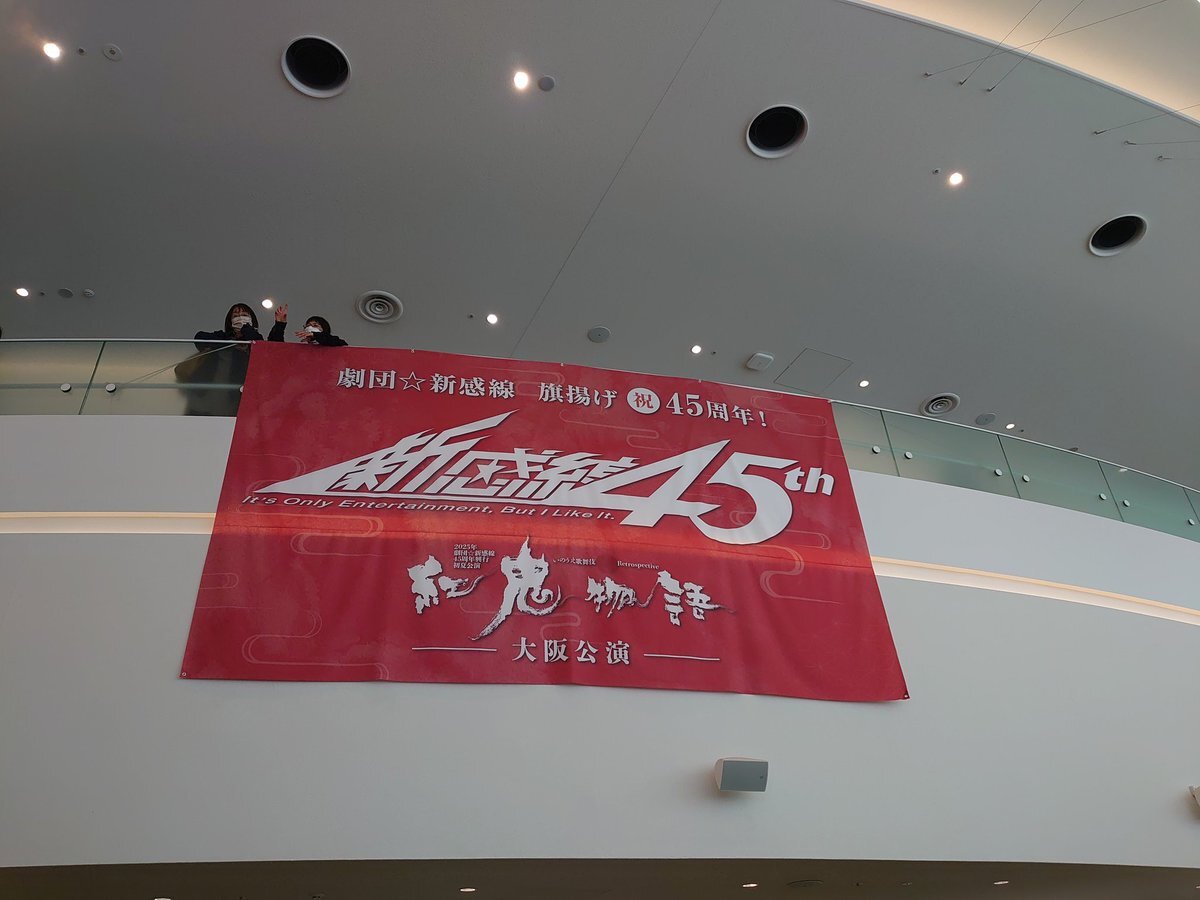 劇団☆新感線 旗揚げ㊗45周年!
新感線45th
It's Only Entertainment, But I Like It.
2025年
劇団☆新感線
45周年興行
初夏公演
いのうえ歌舞伎
Retrospective
紅鬼物語
大阪公演